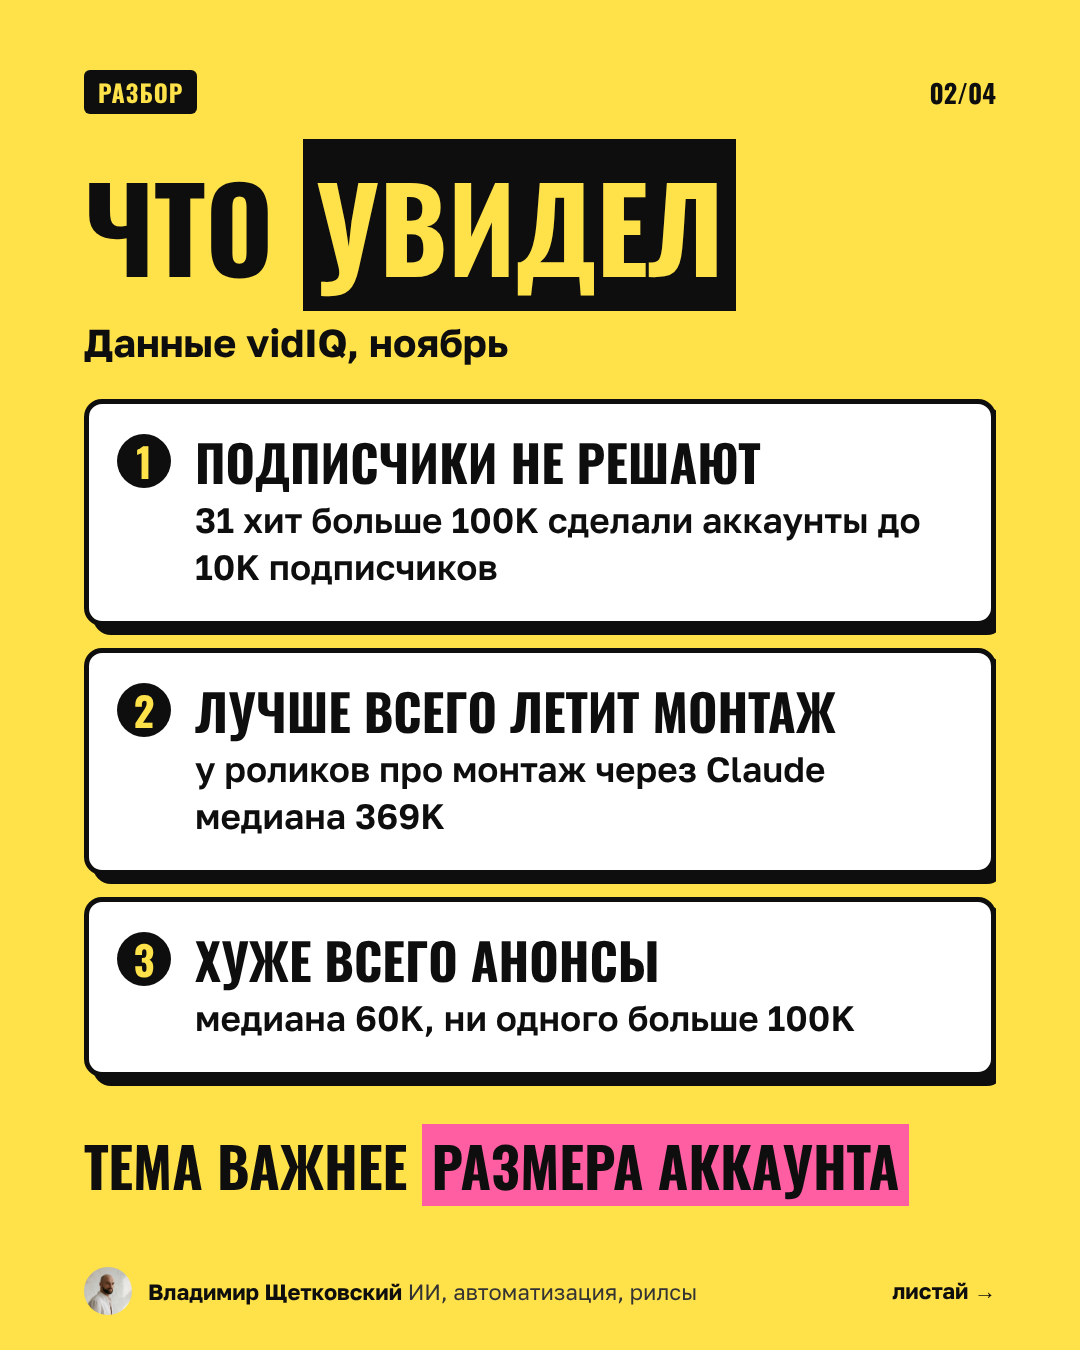 РАЗБОР
02/04
ЧТО УВИДЕЛ
Данные vidIQ, ноябрь
1 ПОДПИСЧИКИ НЕ РЕШАЮТ
31 хит больше 100K сделали аккаунты до
10K подписчиков
2 ЛУЧШЕ ВСЕГО ЛЕТИТ МОНТАЖ
у роликов про монтаж через Claude
медиана 369K
3 ХУЖЕ ВСЕГО АНОНСЫ
медиана 60K, ни одного больше 100K
ТЕМА ВАЖНЕЕ РАЗМЕРА АККАУНТА
Владимир Щетковский ИИ, автоматизация, рилсы
листай →